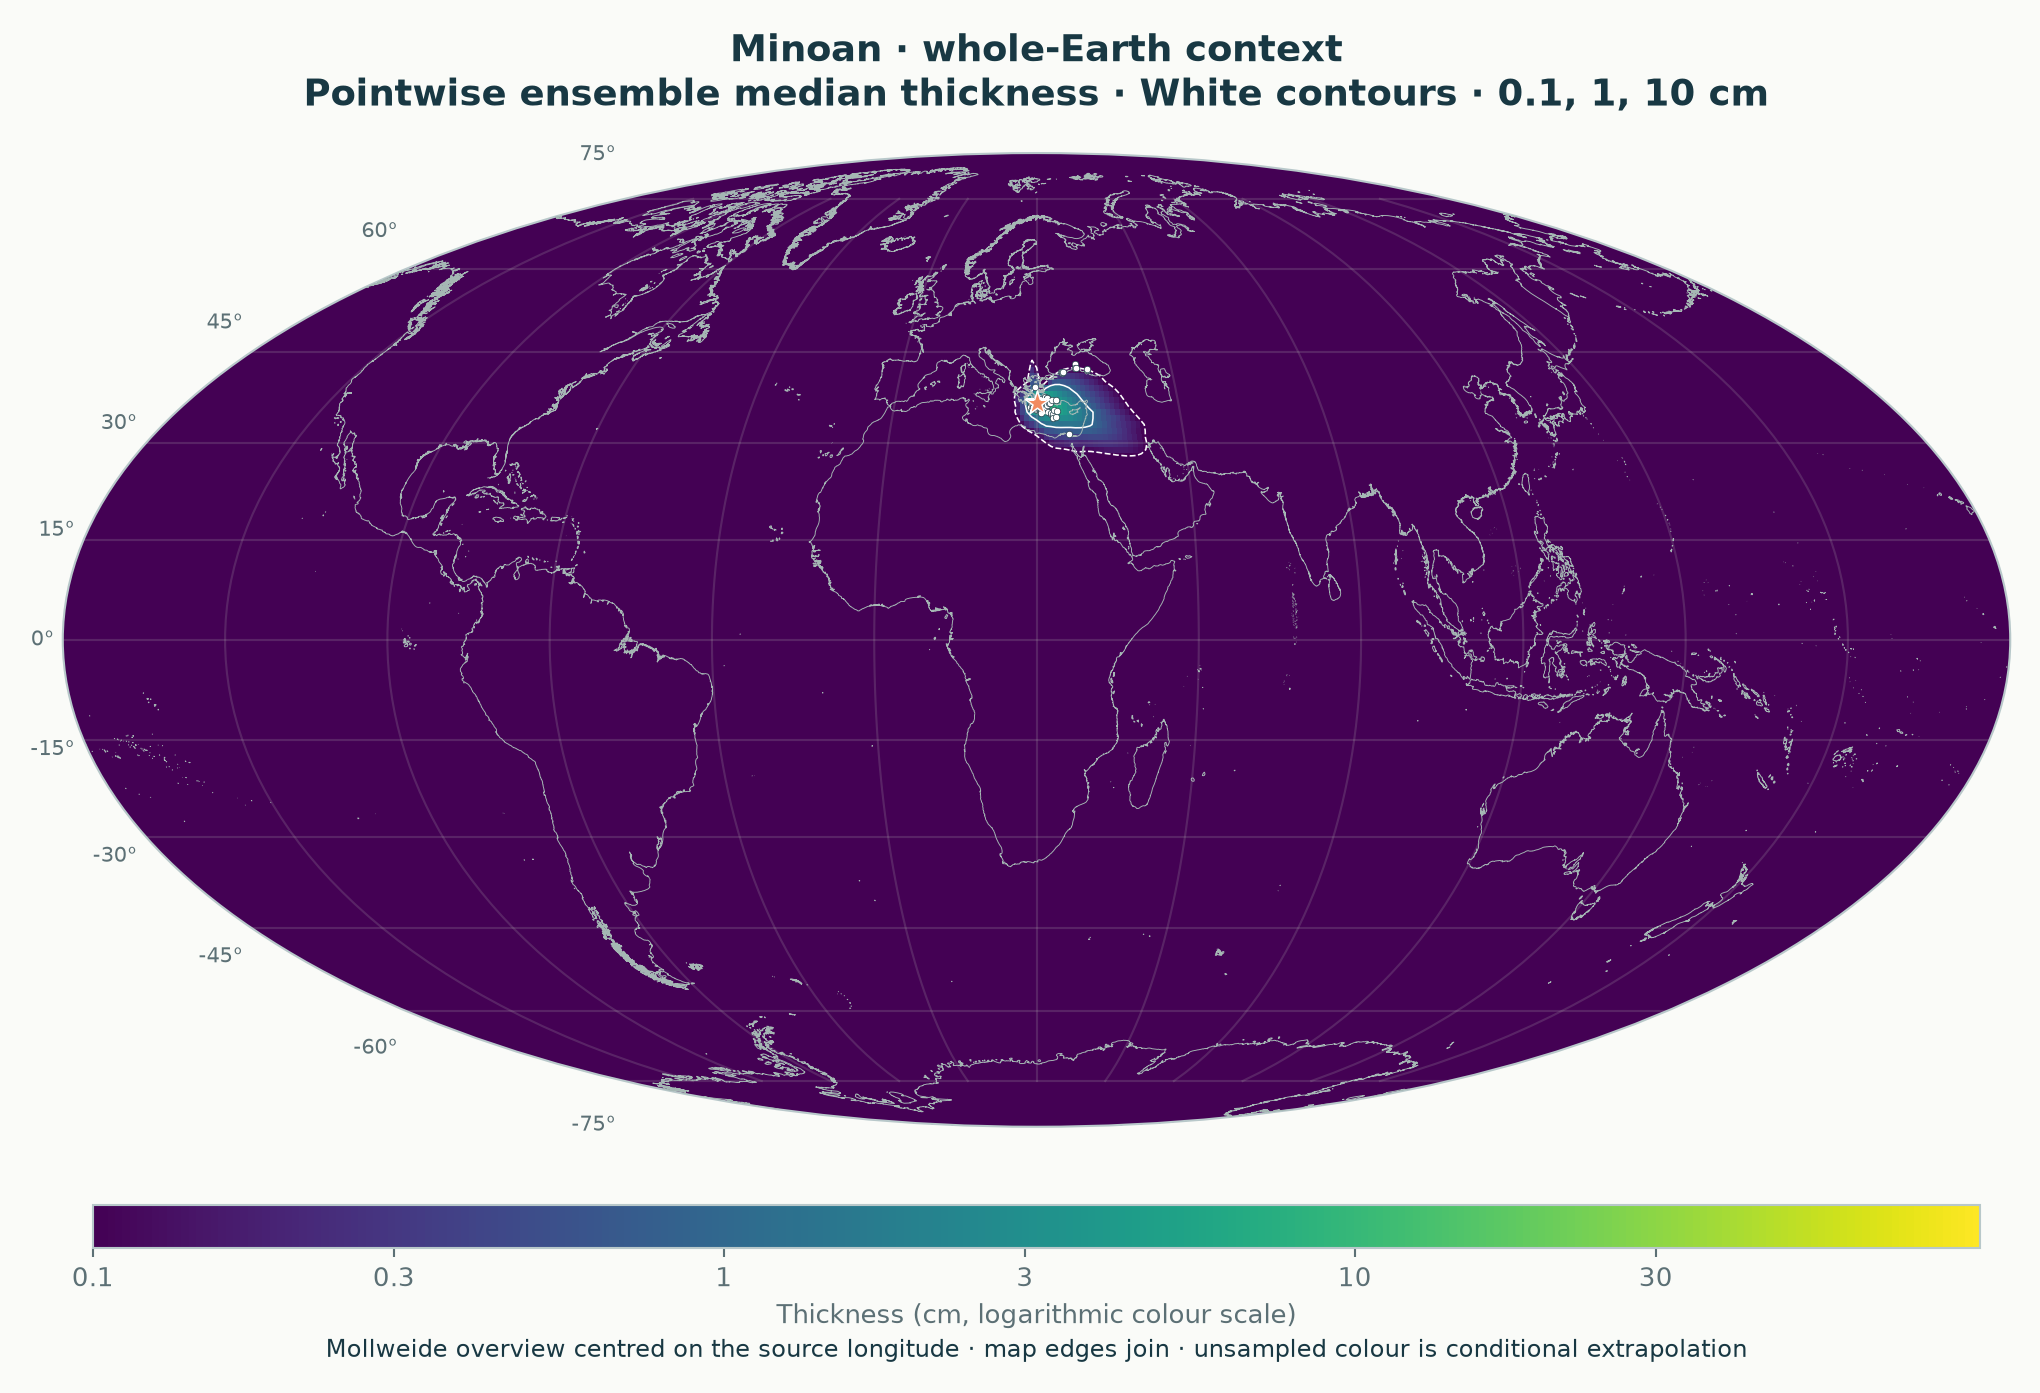 Minoan · whole-Earth context
Pointwise ensemble median thickness · White contours · 0.1, 1, 10 cm
75°
60°
45°
30°
15°
0°
-15°
-30°
-45°
-60°
-75°
0.1 0.3 1 3 10 30
Thickness (cm, logarithmic colour scale)
Mollweide overview centred on the source longitude · map edges join · unsampled colour is conditional extrapolation